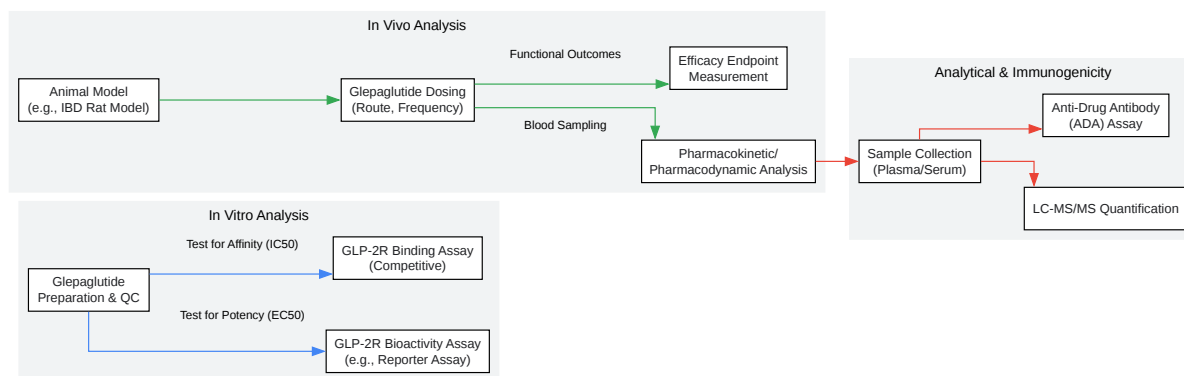 In Vivo Analysis
Functional Outcomes
Efficacy Endpoint
Measurement
Animal Model
(e.g., IBD Rat Model)
Glepaglutide Dosing
(Route, Frequency)
Blood Sampling
Pharmacokinetic/
Pharmacodynamic Analysis
Analytical & Immunogenicity
Anti-Drug Antibody
(ADA) Assay
Sample Collection
(Plasma/Serum)
LC-MS/MS Quantification
In Vitro Analysis
Test for Affinity (IC50)
GLP-2R Binding Assay
(Competitive)
Glepaglutide
Preparation & QC
Test for Potency (EC50)
GLP-2R Bioactivity Assay
(e.g., Reporter Assay)